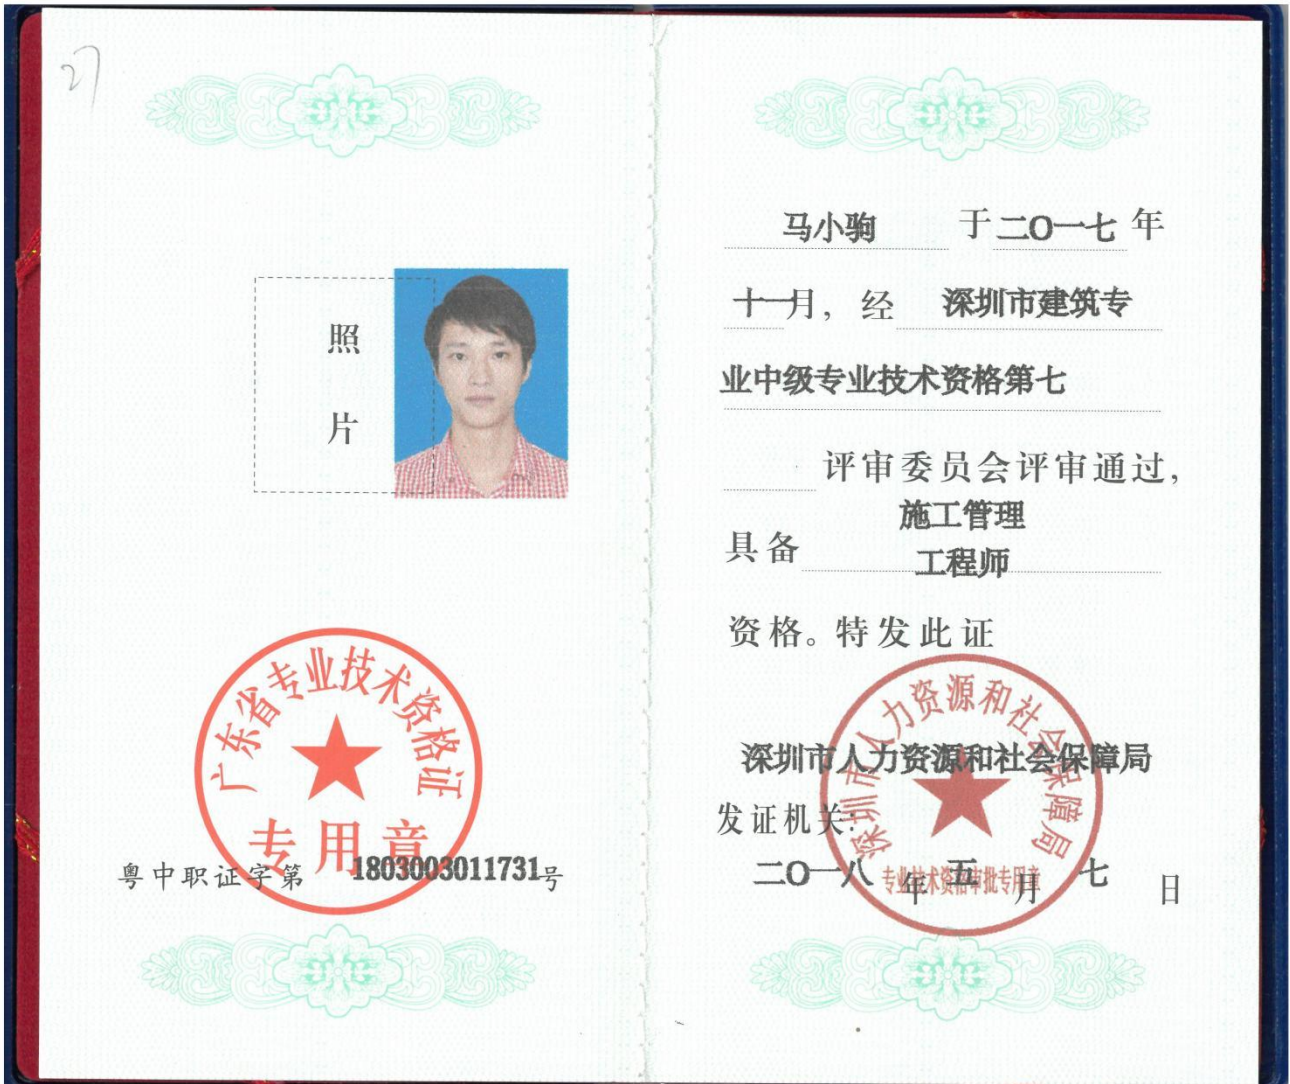 27
照
片
广东省专业技术资格证
专用章
粤中职证字第 1803003011731号
马小驹 于二〇一七年
十一月，经 深圳市建筑专
业中级专业技术资格第七
评审委员会评审通过，
施工管理
具备 工程师
资格。特发此证
深圳市人力资源和社会保障局
深圳市人力资源和社会保障局
发证机关：
二〇一八年五月七日
专业技术资格审批专用章